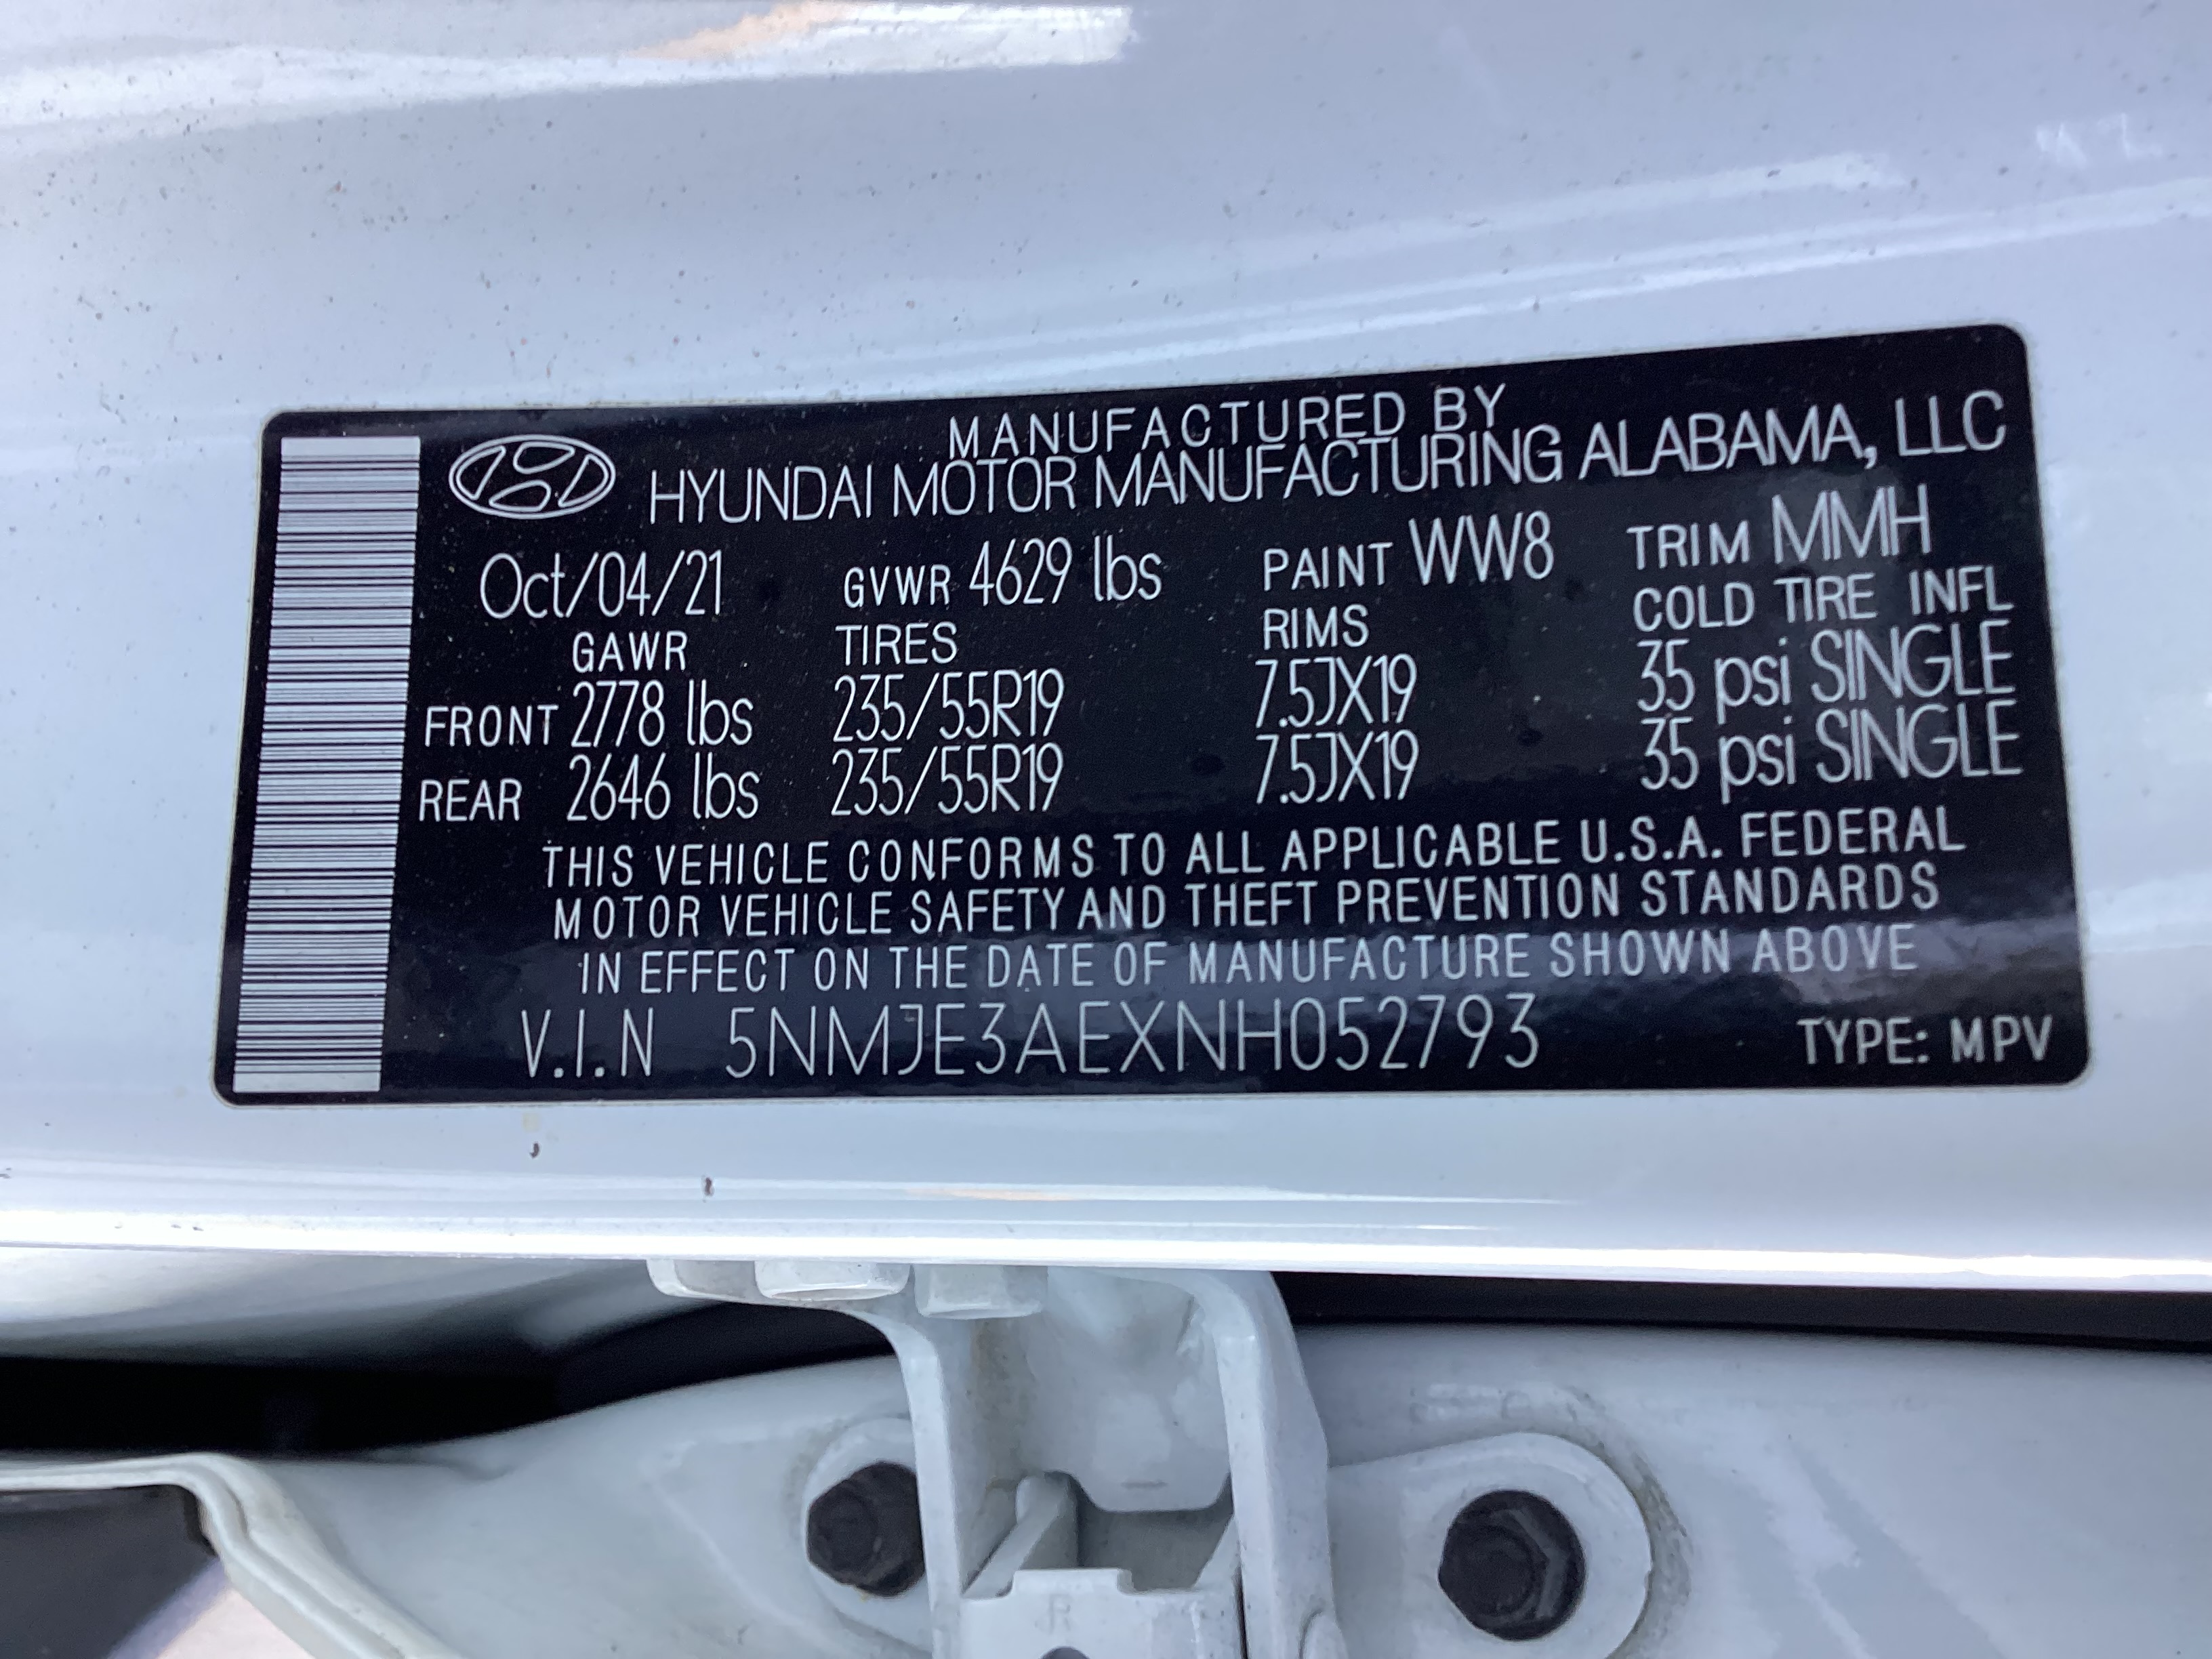 MANUFACTURED BY
HYUNDAI MOTOR MANUFACTURING ALABAMA, LLC
Oct/04/21 GVWR 4629 lbs PAINT WW8 TRIM MMH
GAWR TIRES RIMS COLD TIRE INFL
FRONT 2778 lbs 235/55R19 7.5JX19 35 psi SINGLE
REAR 2646 lbs 235/55R19 7.5JX19 35 psi SINGLE
THIS VEHICLE CONFORMS TO ALL APPLICABLE U.S.A. FEDERAL
MOTOR VEHICLE SAFETY AND THEFT PREVENTION STANDARDS
IN EFFECT ON THE DATE OF MANUFACTURE SHOWN ABOVE
V.I.N 5NMJE3AEXNH052793 TYPE: MPV
R